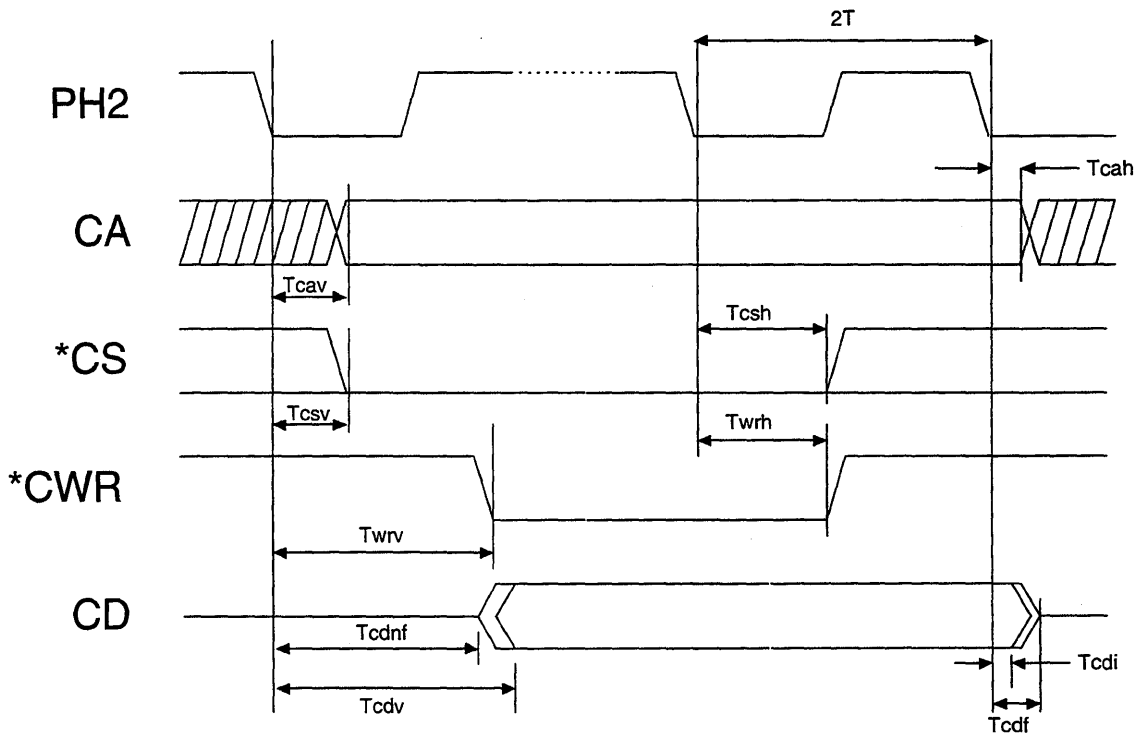 2T
PH2
Tcah
CA
Tcav
Tcsh
*CS
Tcsv
Twrh
*CWR
Twrv
CD
Tcdnf
Tcdi
Tcdv
Tcdf